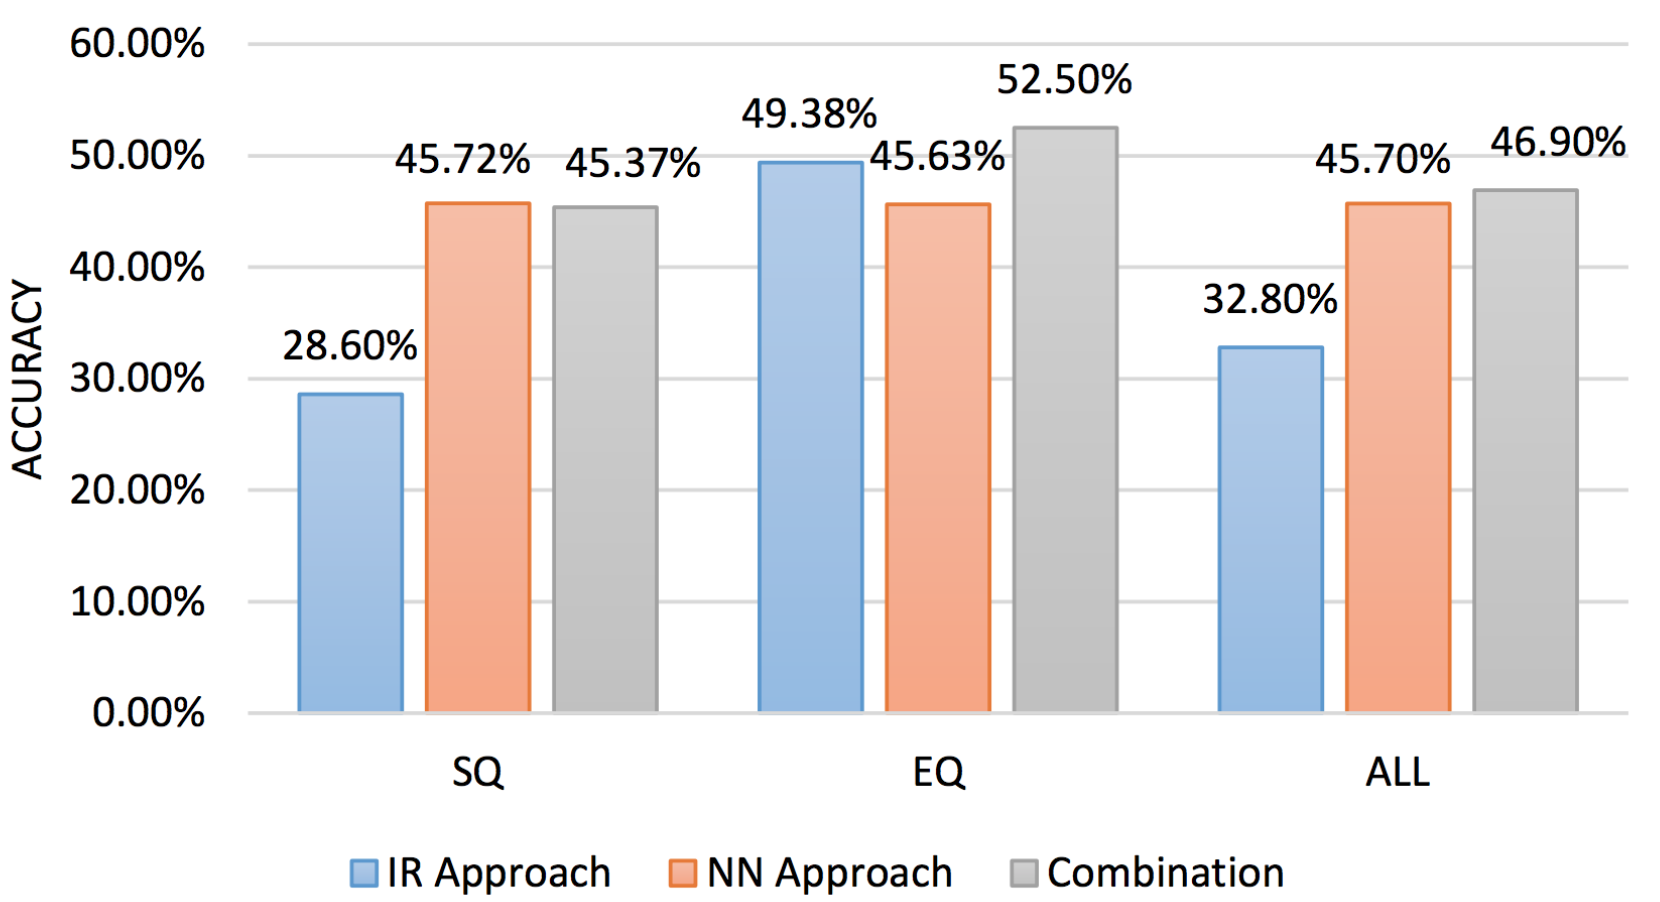 60.00%
50.00%
40.00%
30.00%
20.00%
10.00%
0.00%
ACCURACY
28.60%
45.72%
45.37%
49.38%
45.63%
52.50%
32.80%
45.70%
46.90%
SQ
EQ
ALL
IR Approach
NN Approach
Combination